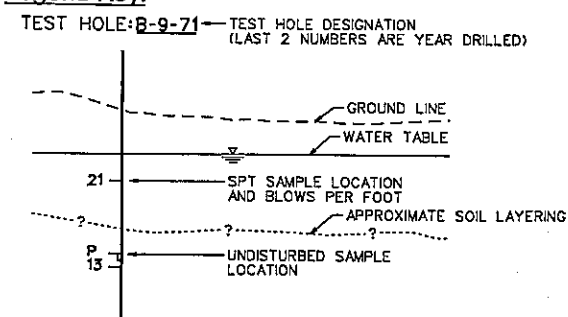 TEST HOLE: B-9-71 TEST HOLE DESIGNATION
(LAST 2 NUMBERS ARE YEAR DRILLED)
GROUND LINE
WATER TABLE
21 SPT SAMPLE LOCATION
AND BLOWS PER FOOT
APPROXIMATE SOIL LAYERING
? ? ?
P UNDISTURBED SAMPLE
13 LOCATION